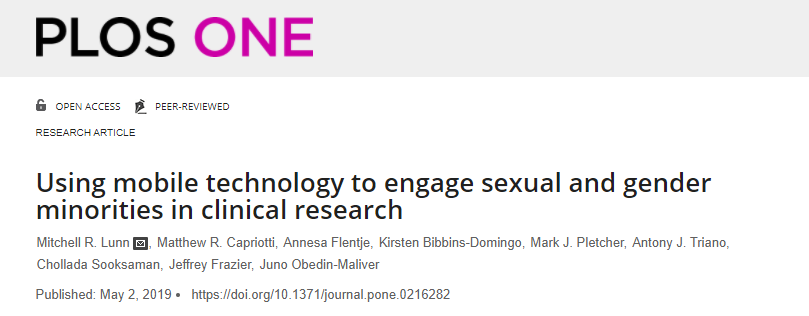 PLOS ONE
OPEN ACCESS PEER-REVIEWED
RESEARCH ARTICLE
Using mobile technology to engage sexual and gender
minorities in clinical research
Mitchell R. Lunn, Matthew R. Capriotti, Annesa Flentje, Kirsten Bibbins-Domingo, Mark J. Pletcher, Antony J. Triano,
Chollada Sooksaman, Jeffrey Frazier, Juno Obedin-Maliver
Published: May 2, 2019 • https://doi.org/10.1371/journal.pone.0216282